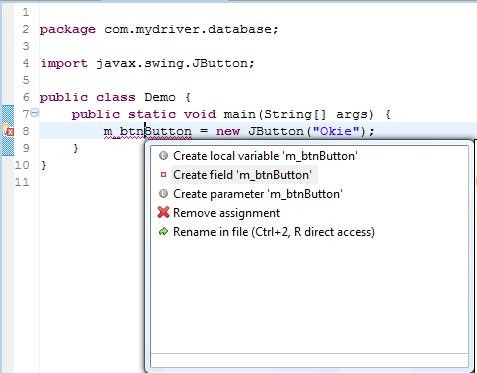 1
2 package com.mydriver.database;
3
4 import javax.swing.JButton;
5
6 public class Demo {
7 public static void main(String[] args) {
8 m_btnButton = new JButton("Okie");
9 }
10 }
11
Create local variable 'm_btnButton'
Create field 'm_btnButton'
Create parameter 'm_btnButton'
Remove assignment
Rename in file (Ctrl+2, R direct access)